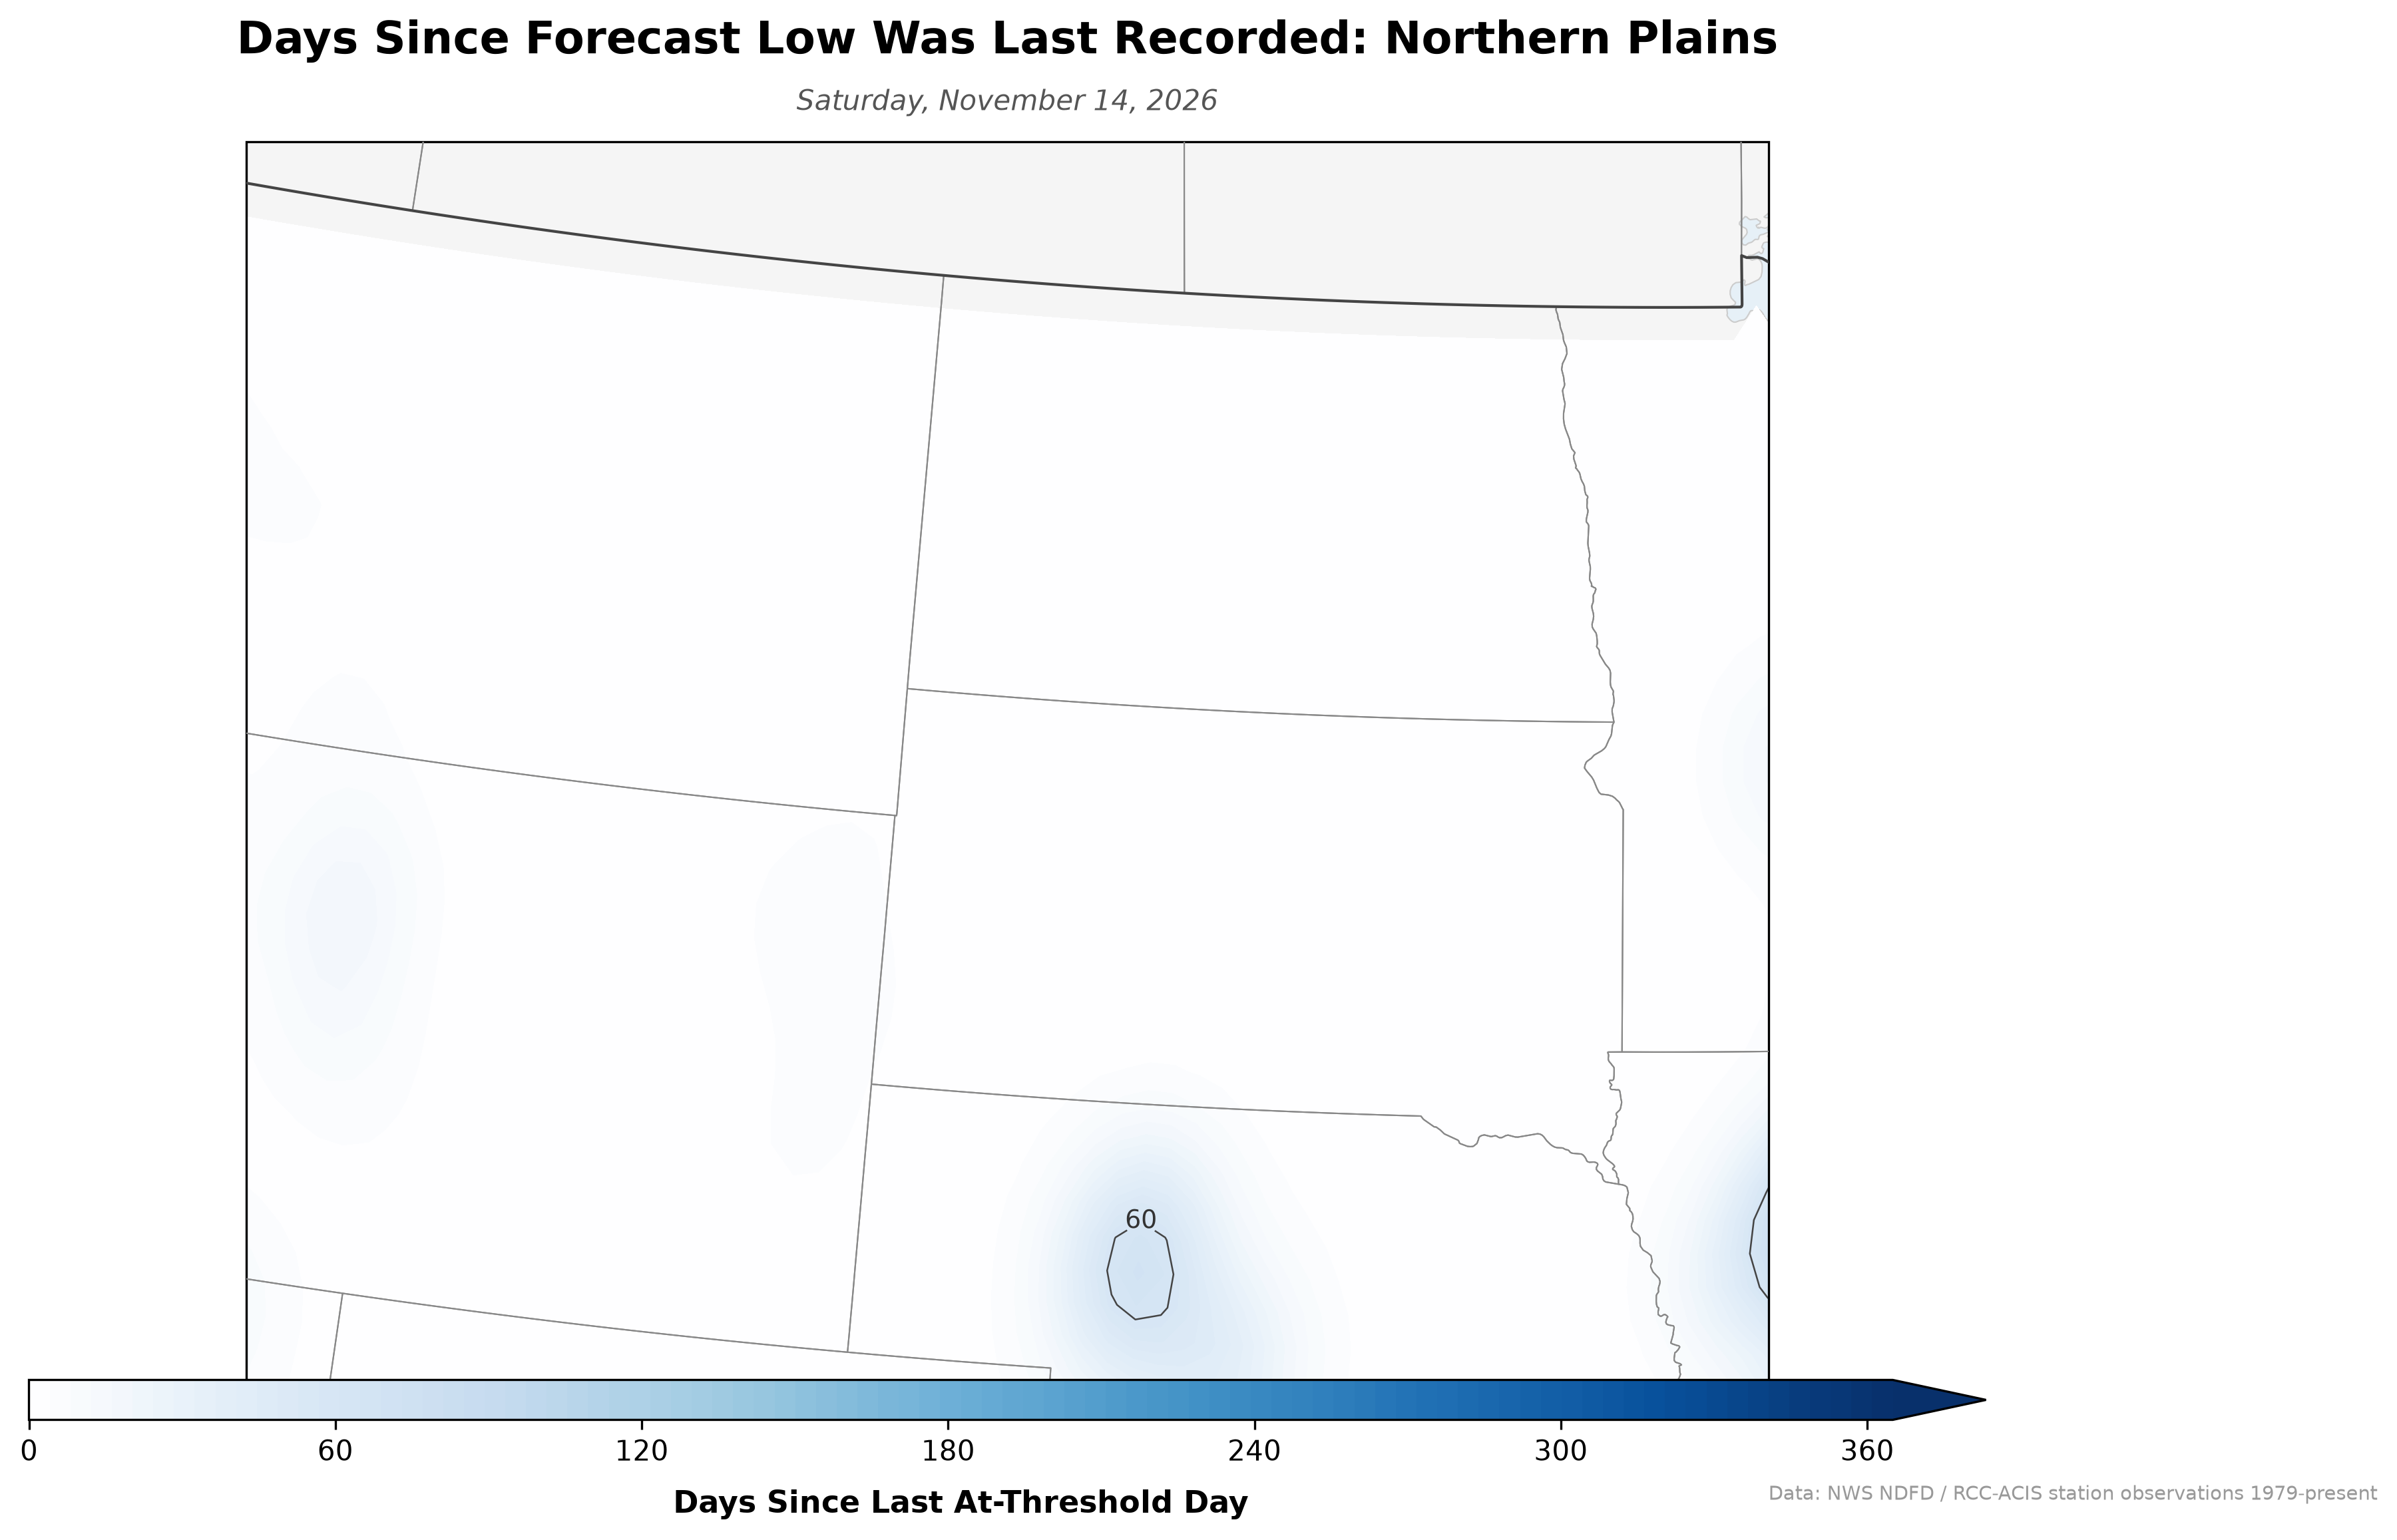 Days Since Forecast Low Was Last Recorded: Northern Plains
Saturday, November 14, 2026
60
0 60 120 180 240 300 360
Days Since Last At-Threshold Day
Data: NWS NDFD / RCC-ACIS station observations 1979-present